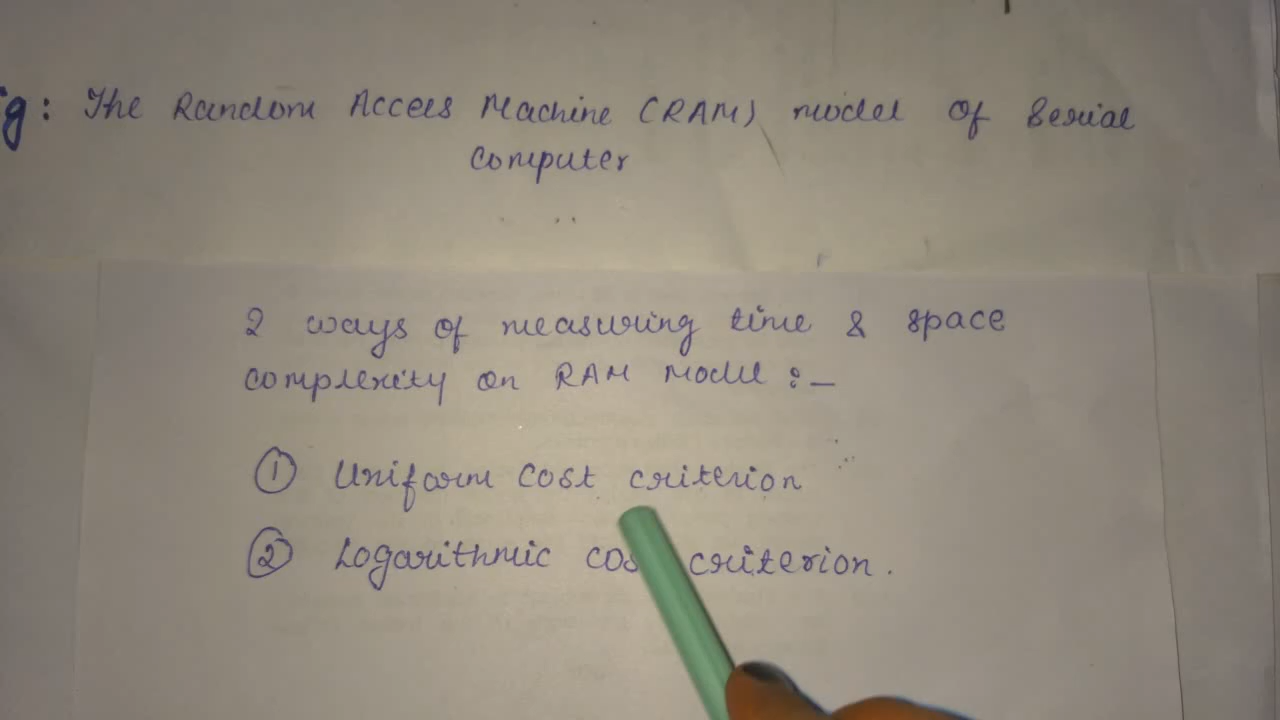 g: The Random Access Machine (RAM) model of Serial
Computer
2 ways of measuring time & space
complexity on RAM Model :-
① Uniform cost criterion
② Logarithmic cost criterion.